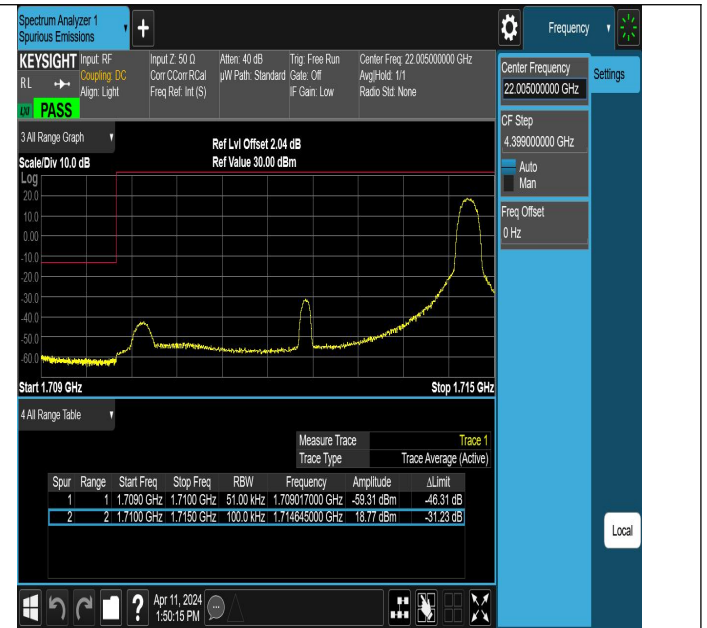 Spectrum Analyzer 1
Spurious Emissions
Frequency
KEYSIGHT
RL
LXI
PASS
Input: RF
Coupling: DC
Align: Light
Input Z: 50 Ω
Corr CCorr RCal
Freq Ref: Int (S)
Atten: 40 dB
µW Path: Standard
Trig: Free Run
Gate: Off
IF Gain: Low
Center Freq: 22.005000000 GHz
Avg|Hold: 1/1
Radio Std: None
Center Frequency
22.005000000 GHz
Settings
CF Step
4.399000000 GHz
Auto
Man
Freq Offset
0 Hz
3 All Range Graph
Scale/Div 10.0 dB
Ref Lvl Offset 2.04 dB
Ref Value 30.00 dBm
Log
20.0
10.0
0.00
-10.0
-20.0
-30.0
-40.0
-50.0
-60.0
Start 1.709 GHz
Stop 1.715 GHz
4 All Range Table
Measure Trace Trace 1
Trace Type Trace Average (Active)
Spur Range Start Freq Stop Freq RBW Frequency Amplitude ΔLimit
1 1 1.7090 GHz 1.7100 GHz 51.00 kHz 1.709017000 GHz -59.31 dBm -46.31 dB
2 2 1.7100 GHz 1.7150 GHz 100.0 kHz 1.714645000 GHz 18.77 dBm -31.23 dB
Local
Apr 11, 2024
1:50:15 PM